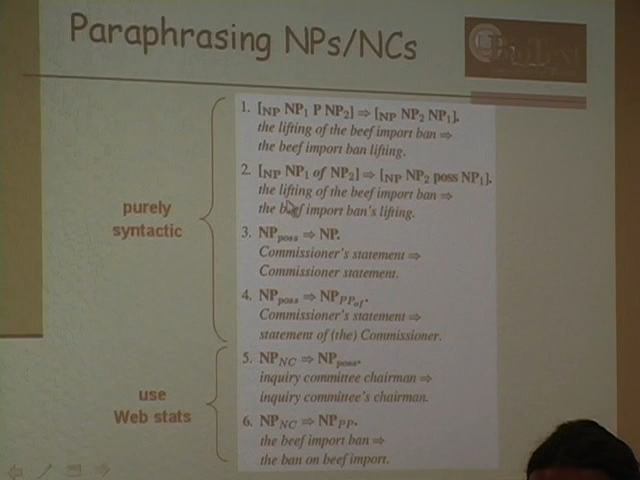 Paraphrasing NPs/NCs
BioText
purely
syntactic
1. [NP NP1 P NP2] ⇒ [NP NP2 NP1].
the lifting of the beef import ban ⇒
the beef import ban lifting.
2. [NP NP1 of NP2] ⇒ [NP NP2 poss NP1].
the lifting of the beef import ban ⇒
the beef import ban's lifting.
3. NPposs ⇒ NP.
Commissioner's statement ⇒
Commissioner statement.
4. NPposs ⇒ NPPPof.
Commissioner's statement ⇒
statement of (the) Commissioner.
use
Web stats
5. NPNC ⇒ NPposs.
inquiry committee chairman ⇒
inquiry committee's chairman.
6. NPNC ⇒ NPPP.
the beef import ban ⇒
the ban on beef import.